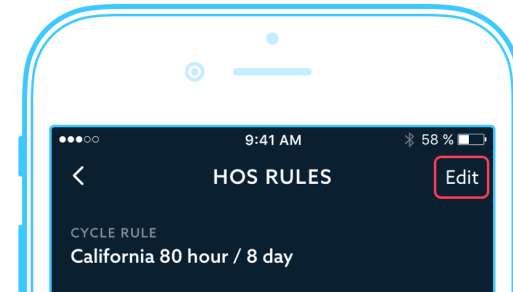 9:41 AM 58 %
HOS RULES Edit
CYCLE RULE
California 80 hour / 8 day